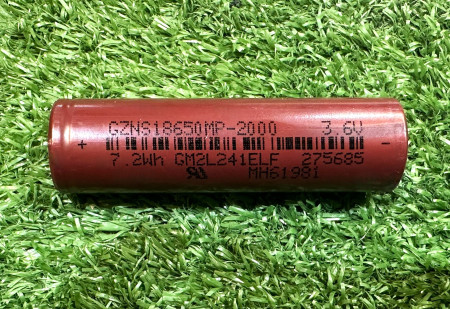 GZNS18650MP-2000 3.6V
+ -
7.2Wh GM2L241ELF 275685
MH61981